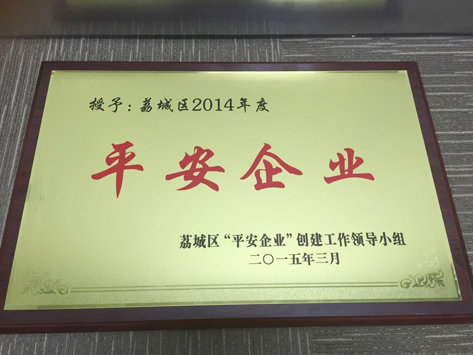 授予：荔城区2014年度
平安企业
荔城区“平安企业”创建工作领导小组
二〇一五年三月